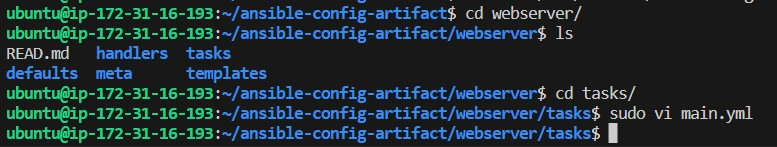 ubuntu@ip-172-31-16-193:~/ansible-config-artifact$ cd webserver/
ubuntu@ip-172-31-16-193:~/ansible-config-artifact/webserver$ ls
READ.md handlers tasks
defaults meta templates
ubuntu@ip-172-31-16-193:~/ansible-config-artifact/webserver$ cd tasks/
ubuntu@ip-172-31-16-193:~/ansible-config-artifact/webserver/tasks$ sudo vi main.yml
ubuntu@ip-172-31-16-193:~/ansible-config-artifact/webserver/tasks$